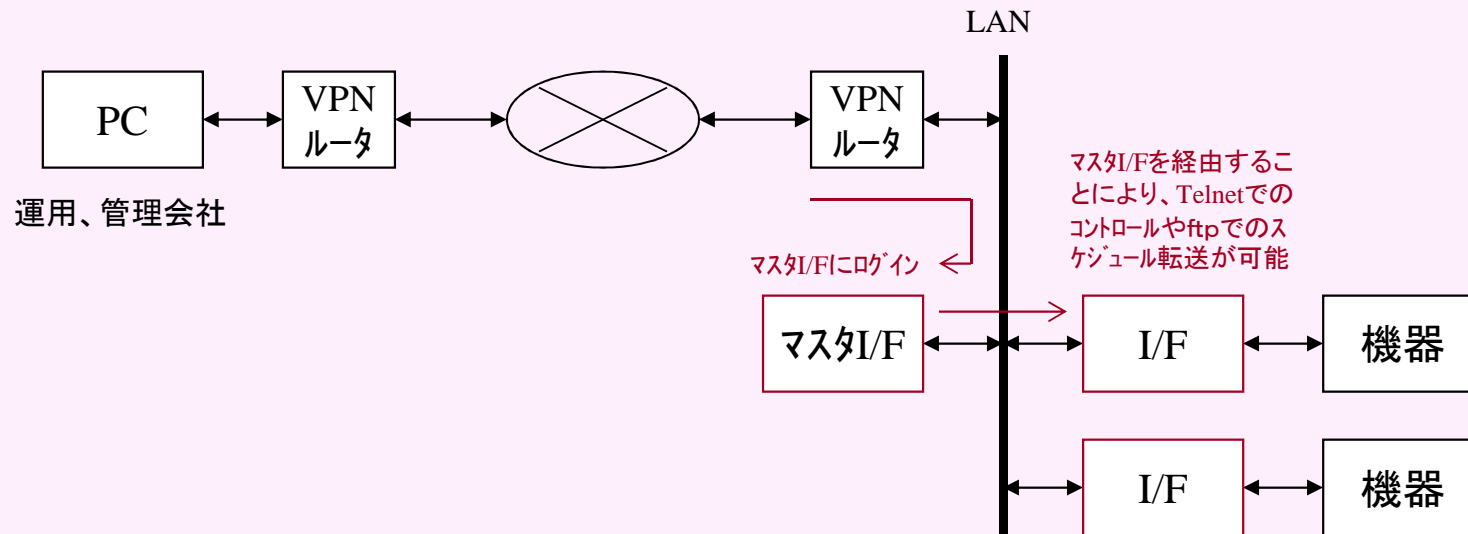 LAN
PC
VPN
ルータ
VPN
ルータ
運用、管理会社
マスタI/Fを経由するこ
とにより、Telnetでの
コントロールやftpでのス
ケジュール転送が可能
マスタI/Fにログイン
マスタI/F
I/F
機器
I/F
機器